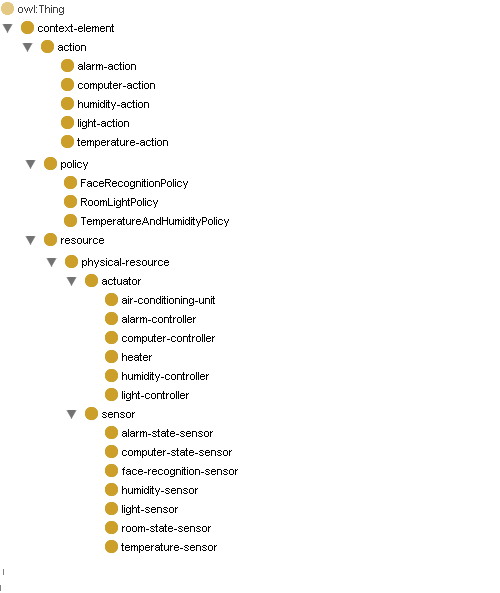 owl:Thing
context-element
action
alarm-action
computer-action
humidity-action
light-action
temperature-action
policy
FaceRecognitionPolicy
RoomLightPolicy
TemperatureAndHumidityPolicy
resource
physical-resource
actuator
air-conditioning-unit
alarm-controller
computer-controller
heater
humidity-controller
light-controller
sensor
alarm-state-sensor
computer-state-sensor
face-recognition-sensor
humidity-sensor
light-sensor
room-state-sensor
temperature-sensor